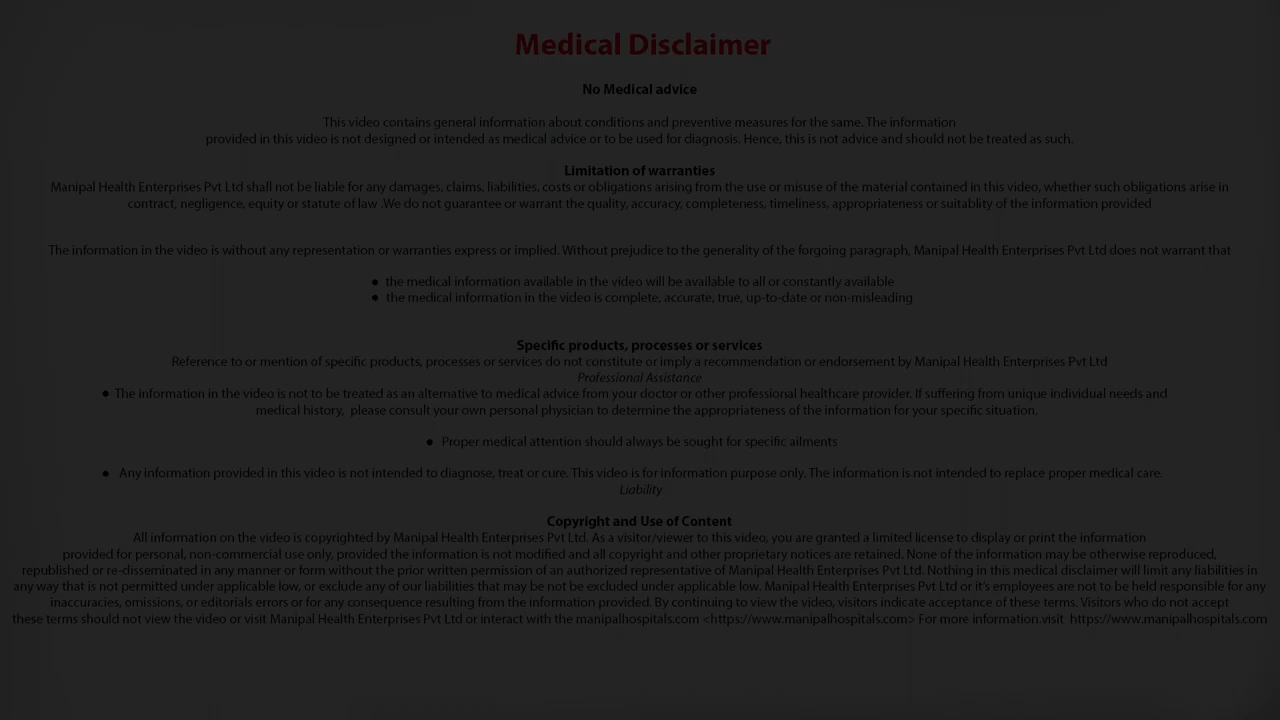 Medical Disclaimer
No Medical advice
This video contains general information about conditions and preventive measures for the same. The information
provided in this video is not designed or intended as medical advice or to be used for diagnosis. Hence, this is not advice and should not be treated as such.
Limitation of warranties
Manipal Health Enterprises Pvt Ltd shall not be liable for any damages, claims, liabilities, costs or obligations arising from the use or misuse of the material contained in this video, whether such obligations arise in
contract, negligence, equity or statute of law .We do not guarantee or warrant the quality, accuracy, completeness, timeliness, appropriateness or suitablity of the information provided
The information in the video is without any representation or warranties express or implied. Without prejudice to the generality of the forgoing paragraph, Manipal Health Enterprises Pvt Ltd does not warrant that
● the medical information available in the video will be available to all or constantly available
● the medical information in the video is complete, accurate, true, up-to-date or non-misleading
Specific products, processes or services
Reference to or mention of specific products, processes or services do not constitute or imply a recommendation or endorsement by Manipal Health Enterprises Pvt Ltd
Professional Assistance
● The information in the video is not to be treated as an alternative to medical advice from your doctor or other professional healthcare provider. If suffering from unique individual needs and
medical history, please consult your own personal physician to determine the appropriateness of the information for your specific situation.
● Proper medical attention should always be sought for specific ailments
● Any information provided in this video is not intended to diagnose, treat or cure. This video is for information purpose only. The information is not intended to replace proper medical care.
Liability
Copyright and Use of Content
All information on the video is copyrighted by Manipal Health Enterprises Pvt Ltd. As a visitor/viewer to this video, you are granted a limited license to display or print the information
provided for personal, non-commercial use only, provided the information is not modified and all copyright and other proprietary notices are retained. None of the information may be otherwise reproduced,
republished or re-disseminated in any manner or form without the prior written permission of an authorized representative of Manipal Health Enterprises Pvt Ltd. Nothing in this medical disclaimer will limit any liabilities in
any way that is not permitted under applicable low, or exclude any of our liabilities that may be not be excluded under applicable low. Manipal Health Enterprises Pvt Ltd or it's employees are not to be held responsible for any
inaccuracies, omissions, or editorials errors or for any consequence resulting from the information provided. By continuing to view the video, visitors indicate acceptance of these terms. Visitors who do not accept
these terms should not view the video or visit Manipal Health Enterprises Pvt Ltd or interact with the manipalhospitals.com <https://www.manipalhospitals.com> For more information.visit https://www.manipalhospitals.com